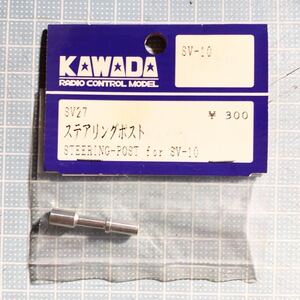 SV-10
KAWADA
RADIO CONTROL MODEL
SV27
¥ 300
ステアリングポスト
STEERING-POST for SV-10